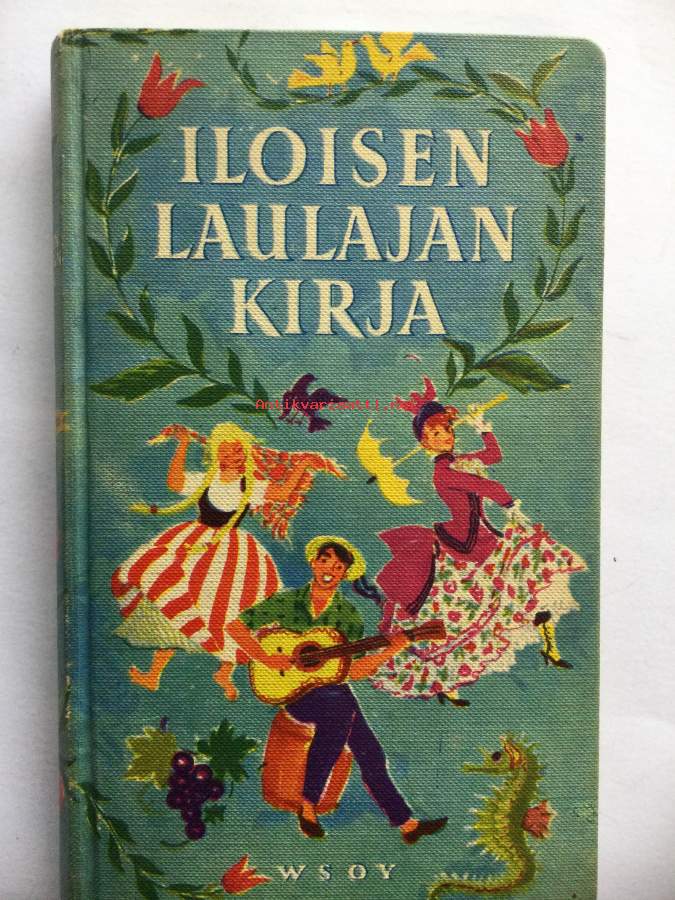 ILOISEN
LAULAJAN
KIRJA
Antikvariaatti.net
WSOY